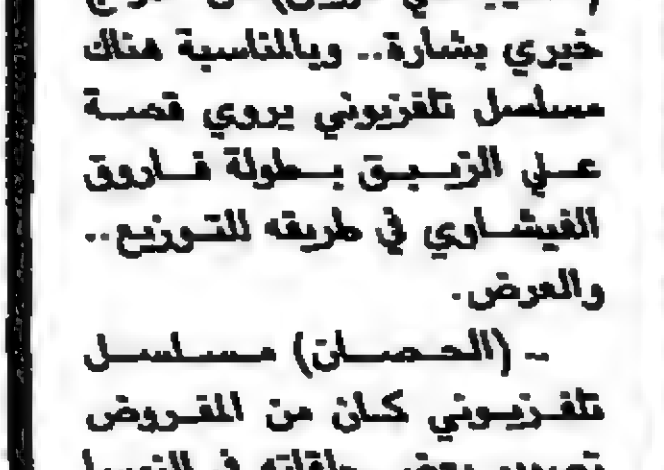 خيري بشارة.. وبالمناسبة هناك
مسلسل تلفزيوني يروي قصة
علي الزيبق بطولة فاروق
الفيشاوي في طريقه للتوزيع..
والعرض.
.. (الحصان) مسلسل
تلفزيوني كان من المفروض